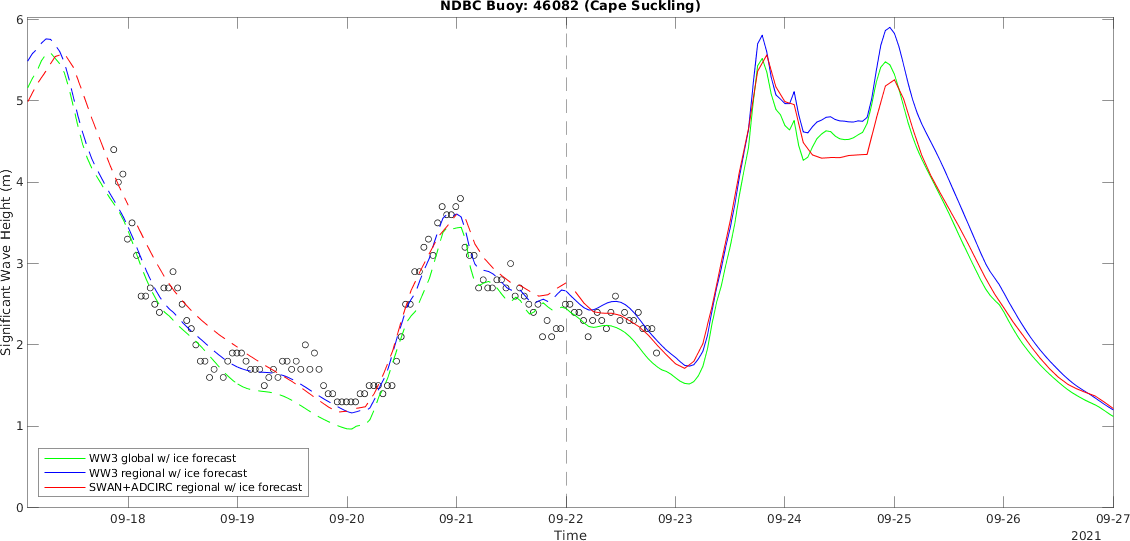 NDBC Buoy: 46082 (Cape Suckling)
6
5
4
3
2
1
0
Significant Wave Height (m)
WW3 global w/ ice forecast
WW3 regional w/ ice forecast
SWAN+ADCIRC regional w/ ice forecast
09-18 09-19 09-20 09-21 09-22 09-23 09-24 09-25 09-26 09-27
Time
2021